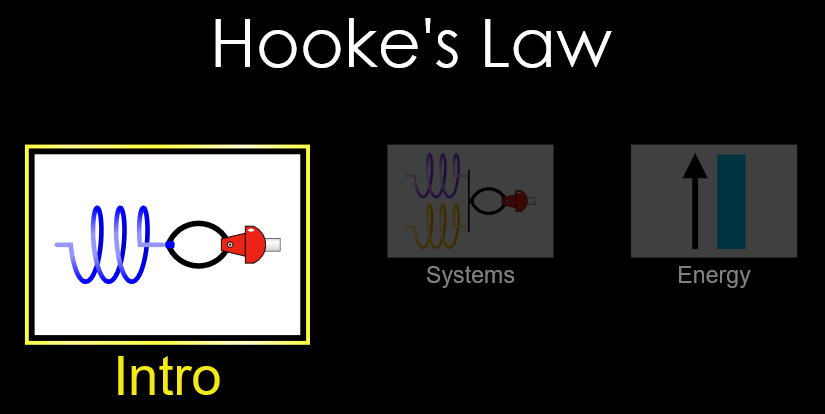 Hooke's Law
Systems
Energy
Intro